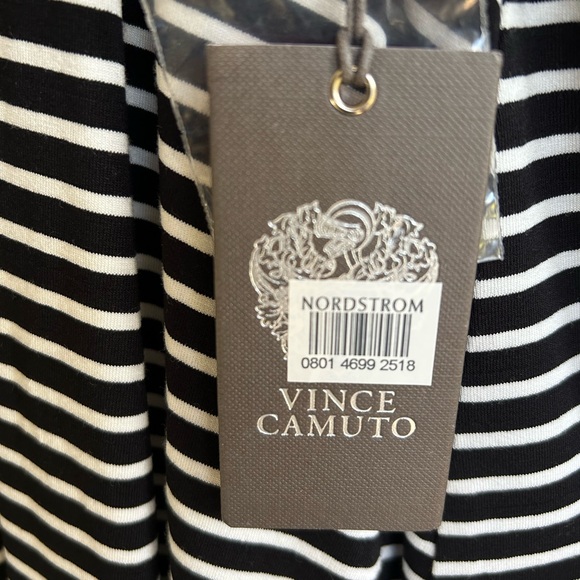 NORDSTROM
0801 4699 2518
VINCE
CAMUTO